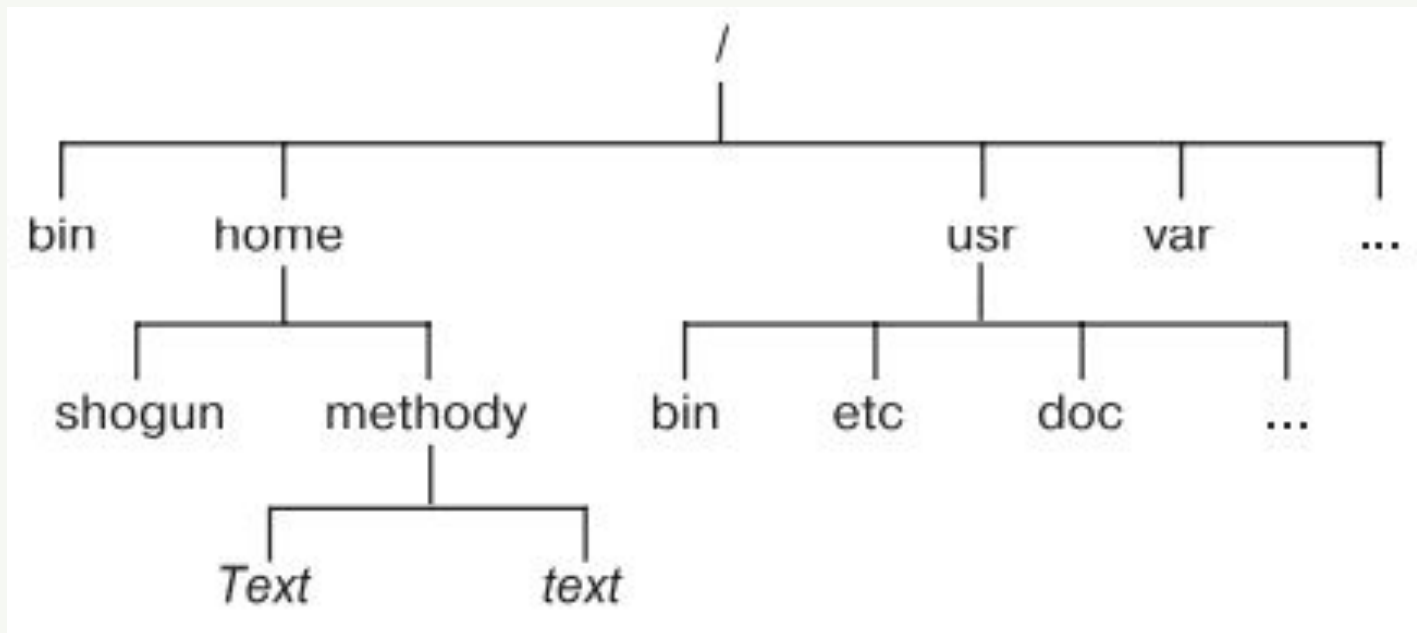 /
bin home usr var ...
shogun methody bin etc doc ...
Text text